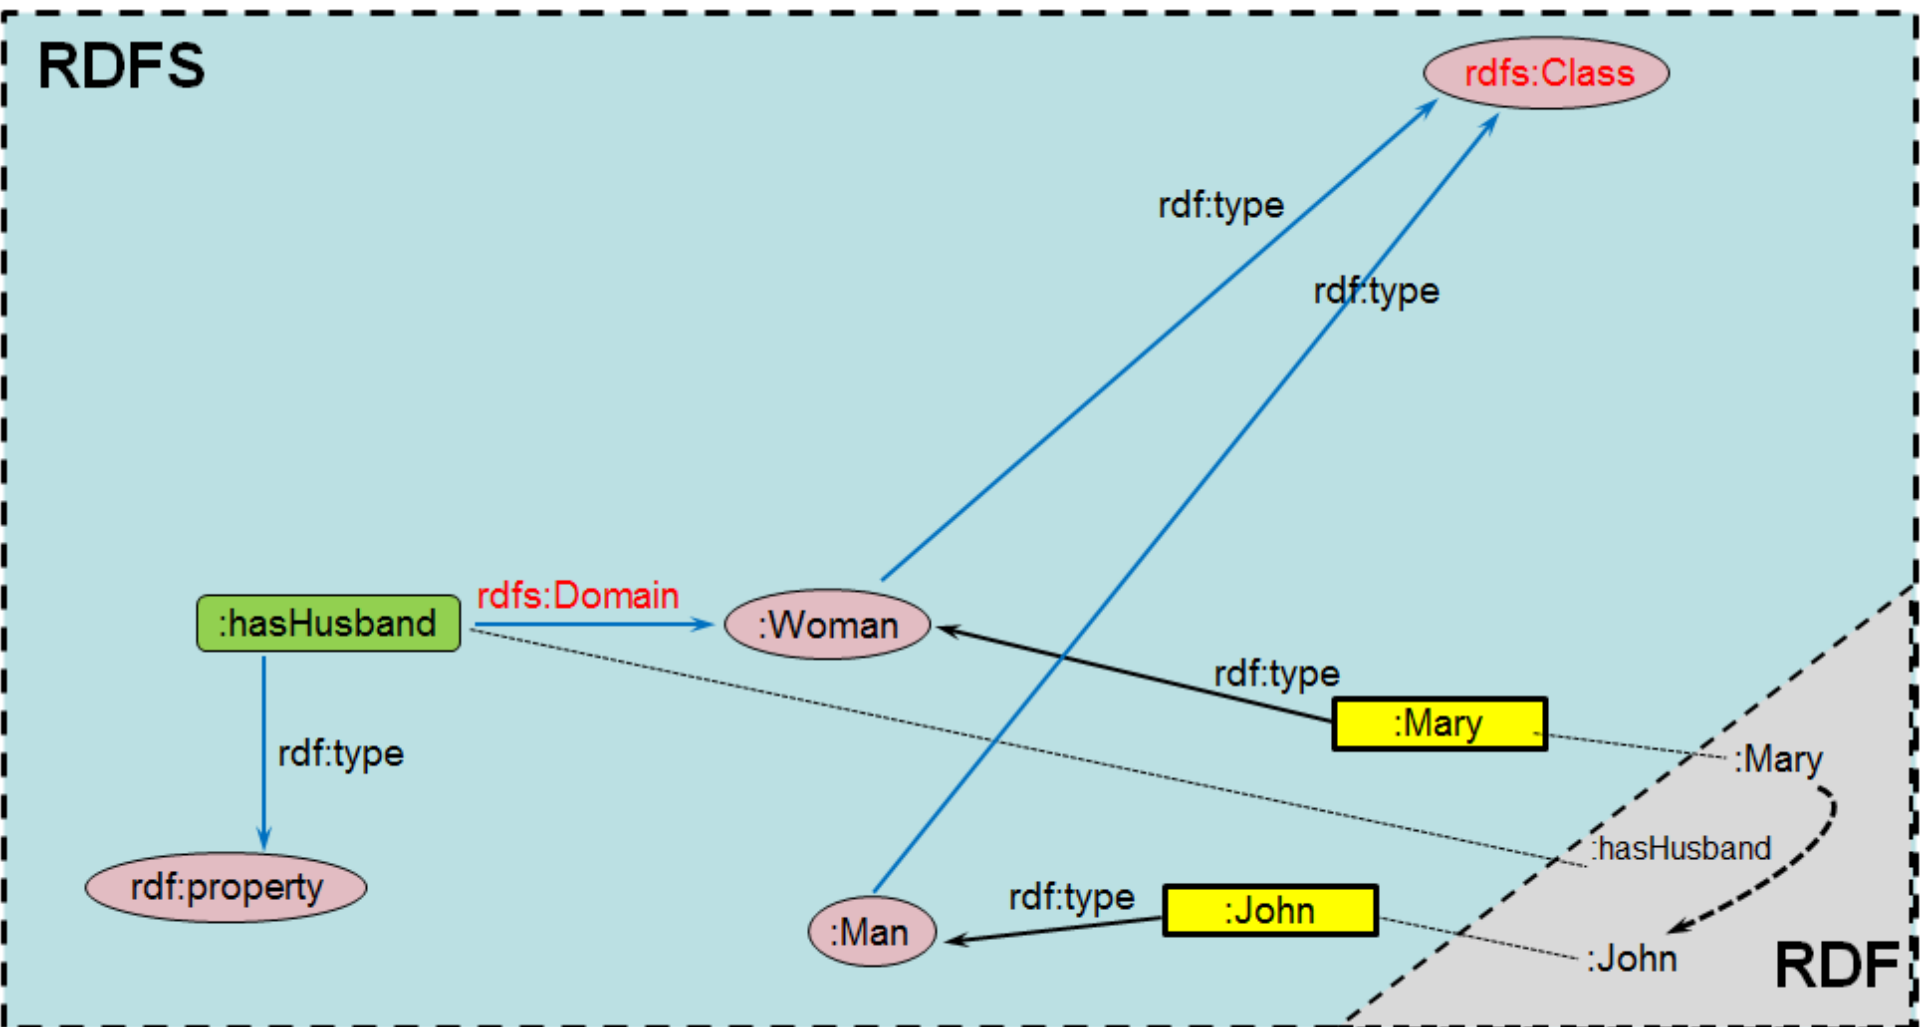 RDFS
rdfs:Class
rdf:type
rdf:type
rdfs:Domain
:hasHusband
:Woman
rdf:type
:Mary
rdf:type
:Mary
:hasHusband
rdf:property
rdf:type
:John
:Man
:John
RDF